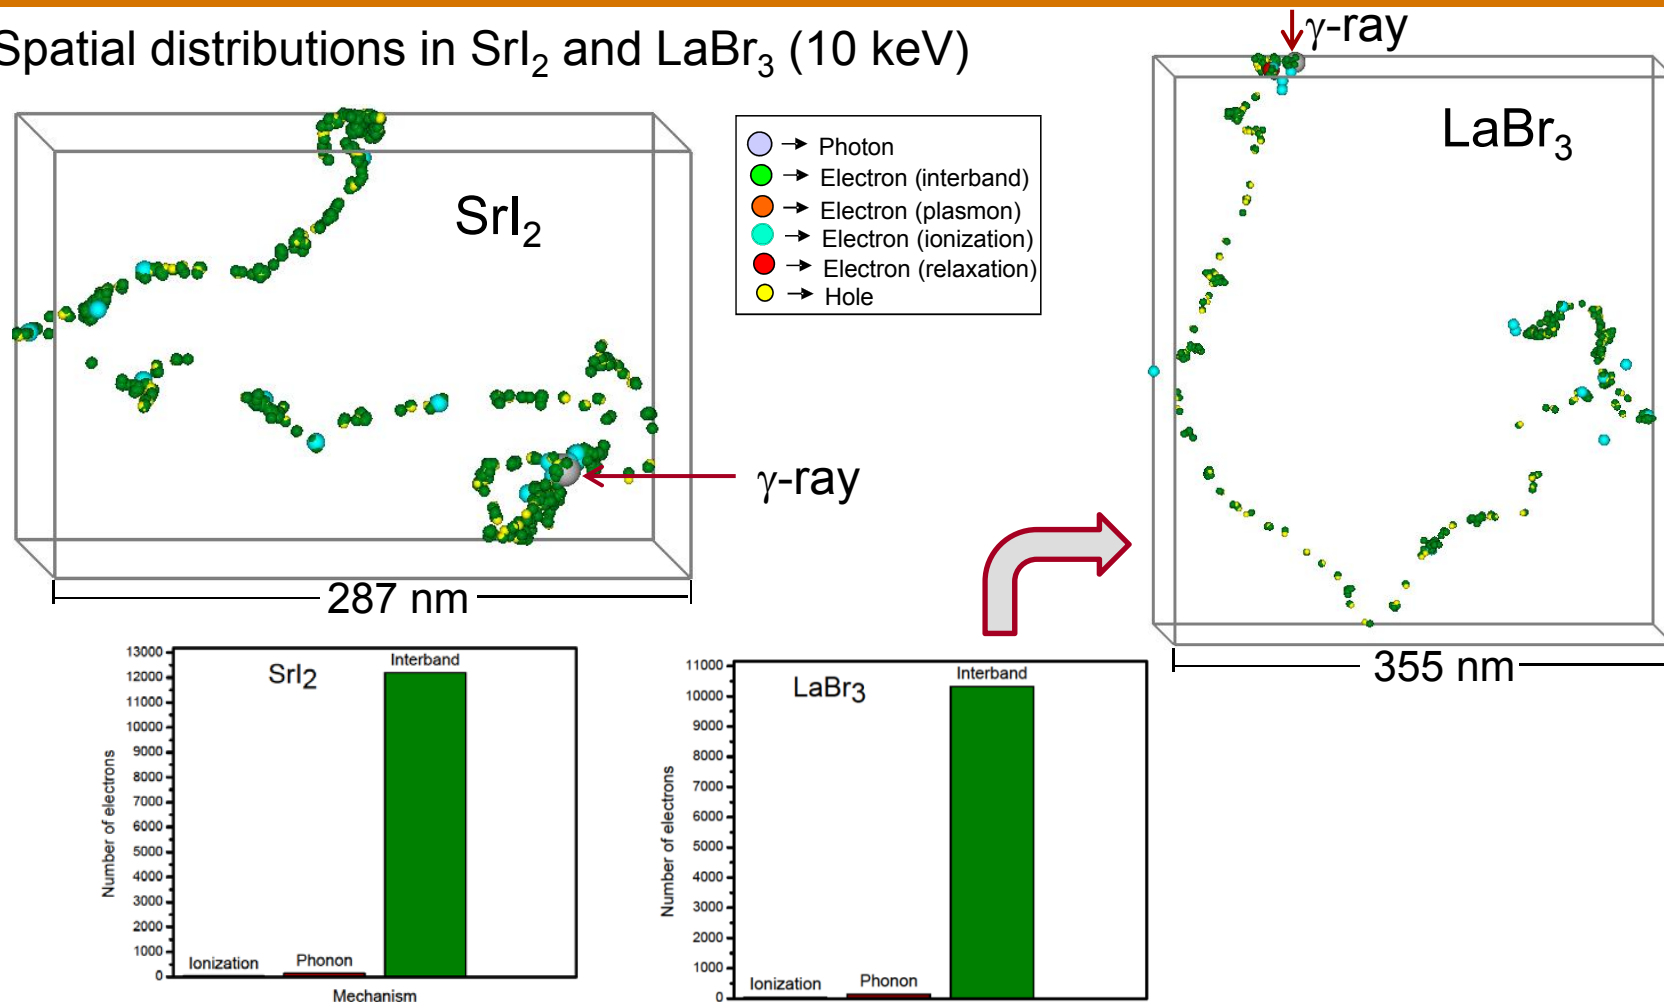 Spatial distributions in SrI₂ and LaBr₃ (10 keV)
γ-ray
LaBr₃
SrI₂
Photon
Electron (interband)
Electron (plasmon)
Electron (ionization)
Electron (relaxation)
Hole
γ-ray
287 nm
355 nm
13000
12000
11000
10000
9000
8000
7000
6000
5000
4000
3000
2000
1000
0
Number of electrons
SrI₂
Interband
Ionization
Phonon
Mechanism
11000
10000
9000
8000
7000
6000
5000
4000
3000
2000
1000
0
Number of electrons
LaBr₃
Interband
Ionization
Phonon